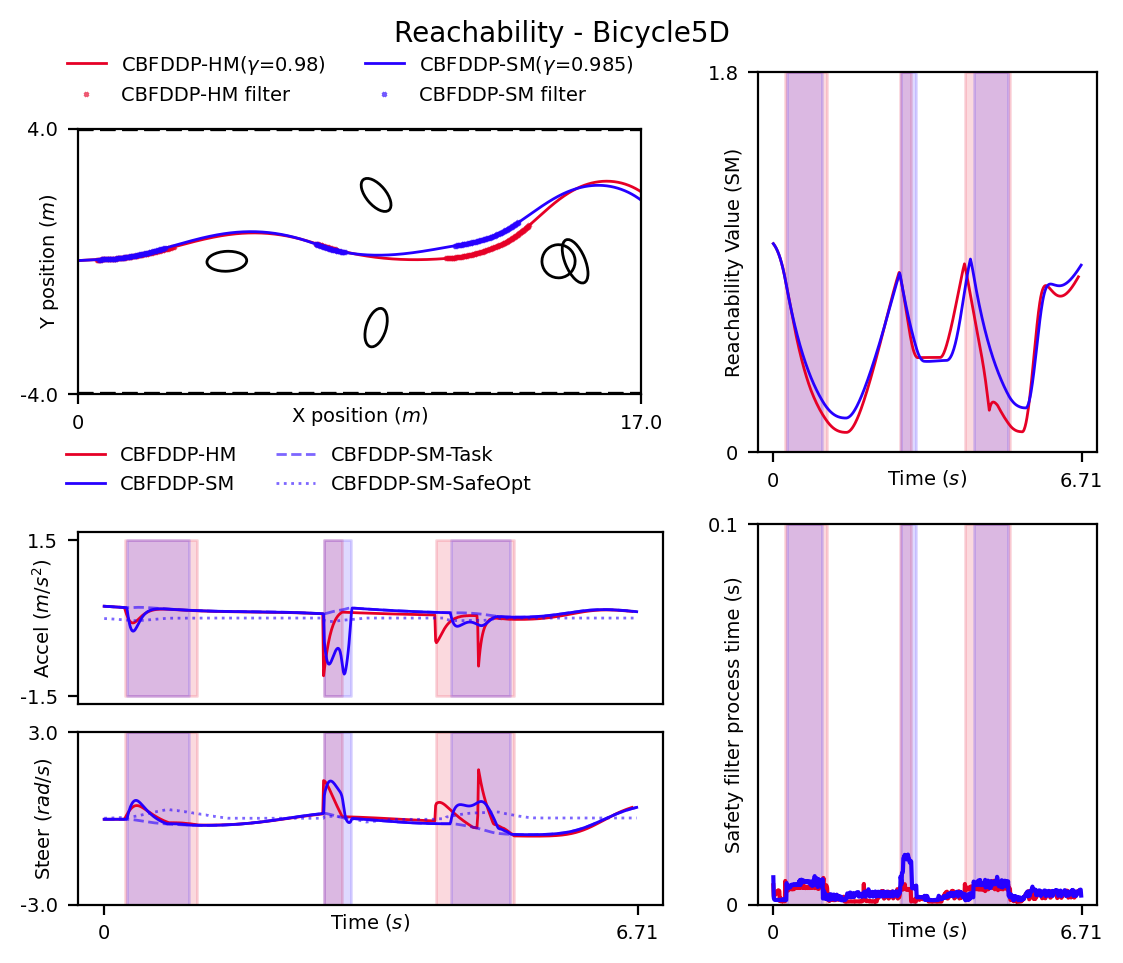 Reachability - Bicycle5D
CBFDDP-HM(γ=0.98)
CBFDDP-SM(γ=0.985)
CBFDDP-HM filter
CBFDDP-SM filter
4.0
Y position (m)
-4.0
0
X position (m)
17.0
1.8
Reachability Value (SM)
0
0
Time (s)
6.71
CBFDDP-HM
CBFDDP-SM-Task
CBFDDP-SM
CBFDDP-SM-SafeOpt
1.5
Accel (m/s²)
-1.5
3.0
Steer (rad/s)
-3.0
0
Time (s)
6.71
0.1
Safety filter process time (s)
0
0
Time (s)
6.71